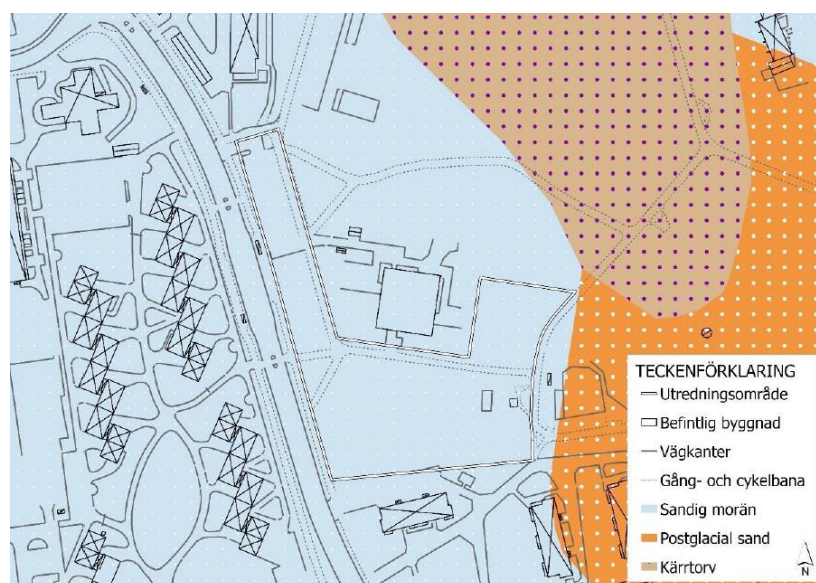 TECKENFÖRKLARING
Utredningsområde
Befintlig byggnad
Vägkanter
Gång- och cykelbana
Sandig morän
Postglacial sand
Kärrtorv
N